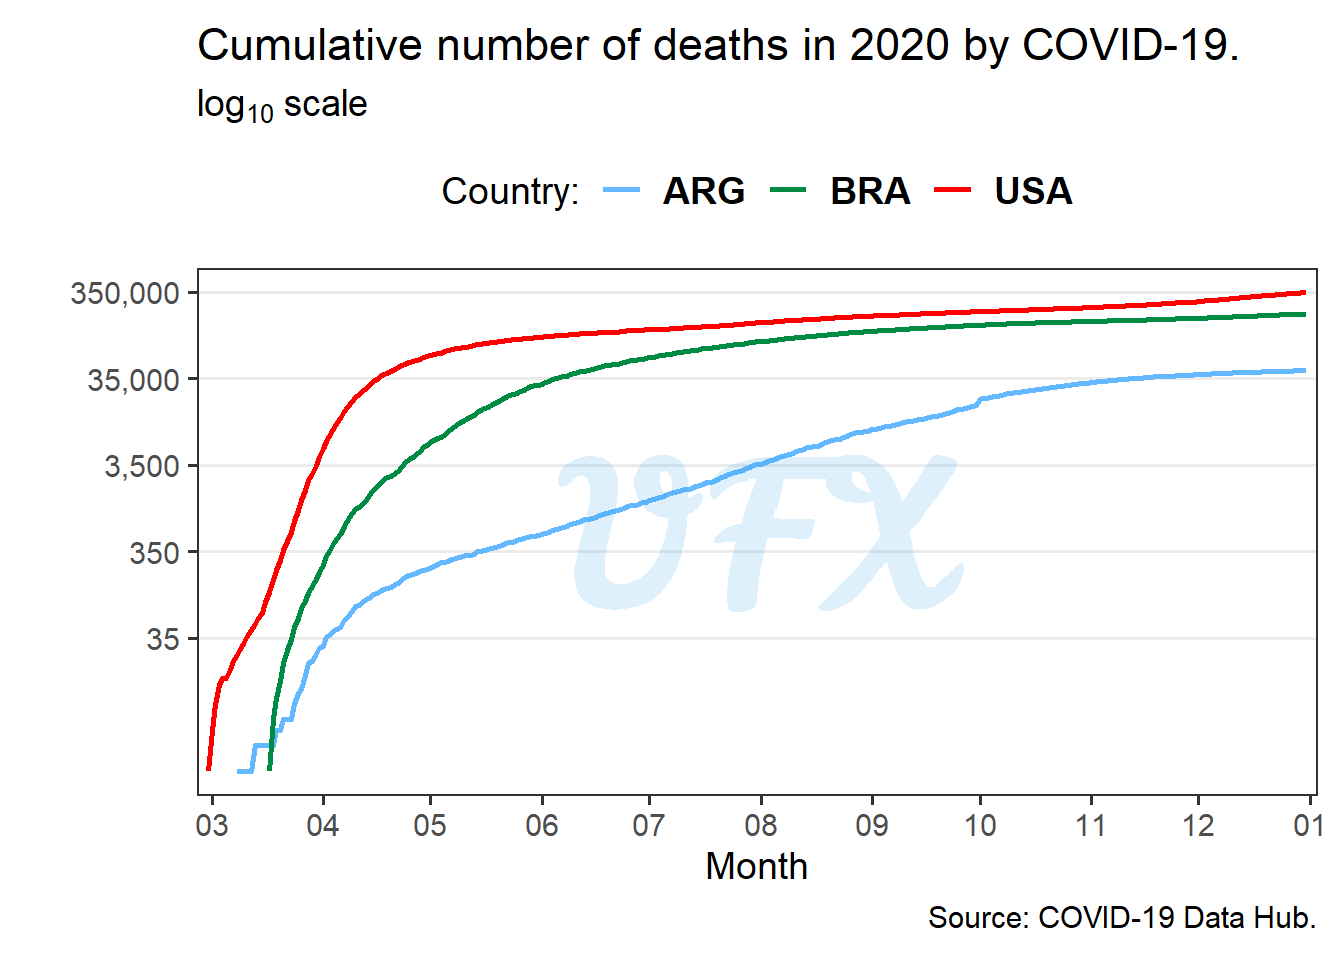 Cumulative number of deaths in 2020 by COVID-19.
log₁₀ scale
Country: ARG BRA USA
350,000
35,000
3,500
350
35
VFX
03 04 05 06 07 08 09 10 11 12 01
Month
Source: COVID-19 Data Hub.